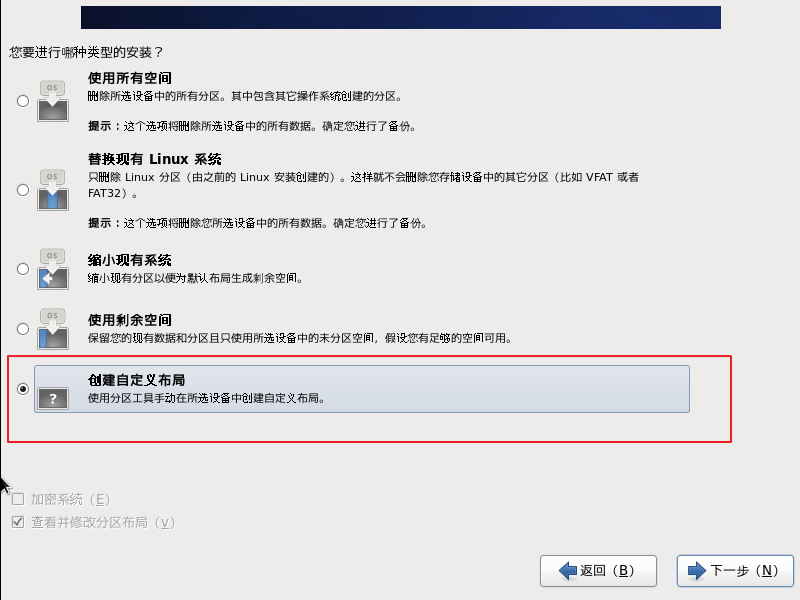 您要进行哪种类型的安装？
OS
使用所有空间
删除所选设备中的所有分区。其中包含其它操作系统创建的分区。
提示：这个选项将删除所选设备中的所有数据。确定您进行了备份。
替换现有 Linux 系统
OS
只删除 Linux 分区（由之前的 Linux 安装创建的）。这样就不会删除您存储设备中的其它分区（比如 VFAT 或者
FAT32）。
提示：这个选项将删除您所选设备中的所有数据。确定您进行了备份。
OS
缩小现有系统
缩小现有分区以便为默认布局生成剩余空间。
OS
使用剩余空间
保留您的现有数据和分区且只使用所选设备中的未分区空间，假设您有足够的空间可用。
创建自定义布局
?
使用分区工具手动在所选设备中创建自定义布局。
加密系统（E）
查看并修改分区布局（V）
返回（B）
下一步（N）